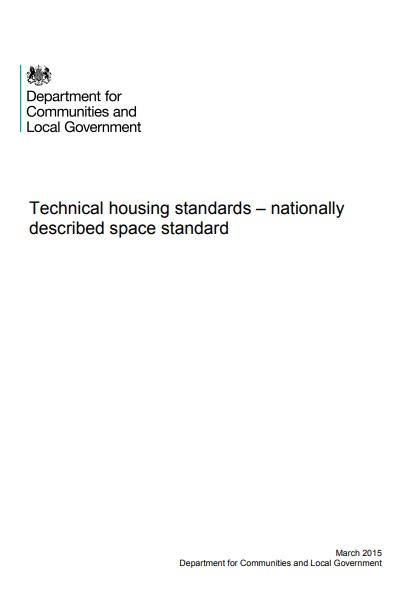 Department for
Communities and
Local Government
Technical housing standards – nationally
described space standard
March 2015
Department for Communities and Local Government